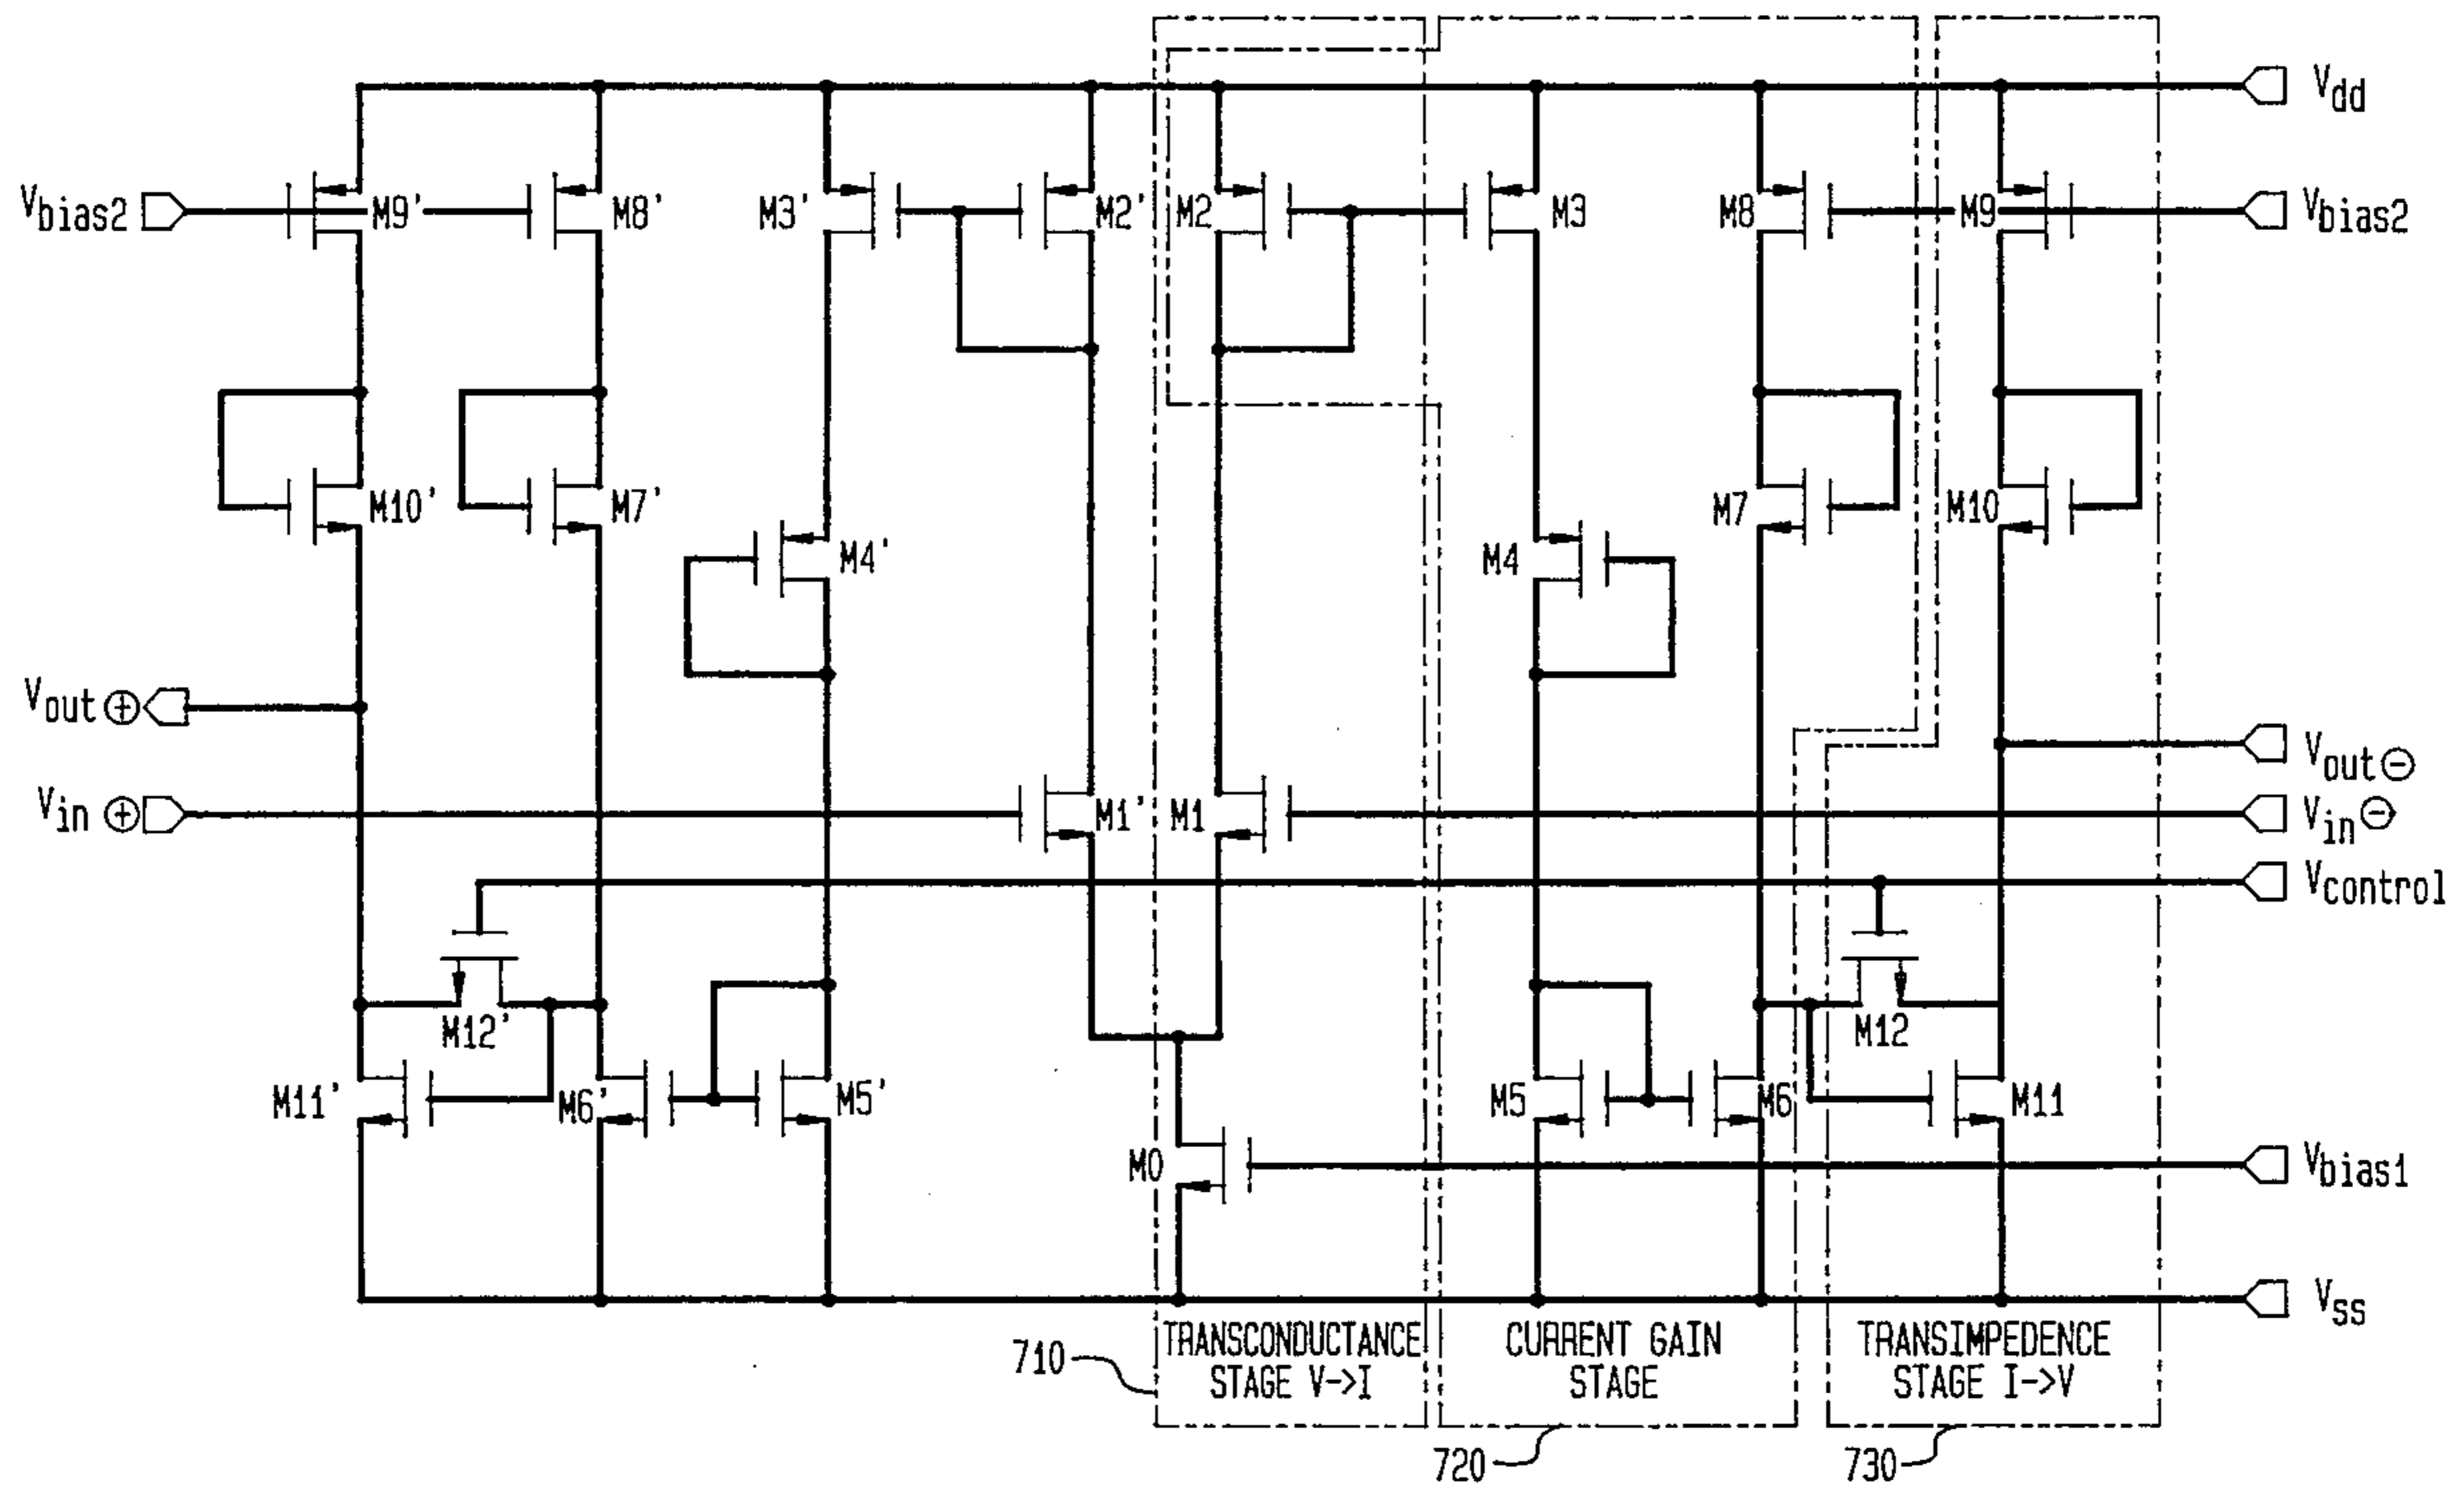 Vdd
Vbias2 M9' M8' M3' M2' M2 M3 M8 M9 Vbias2
M10' M7' M4' M4 M7 M10
Vout⊕ Vout⊖
Vin⊕ M1' M1 Vin⊖
Vcontrol
M12' M12
M11' M6' M5' M5 M6 M11
M0 Vbias1
Vss
710 TRANSCONDUCTANCE
STAGE V->I
CURRENT GAIN
STAGE
TRANSIMPEDENCE
STAGE I->V
720 730